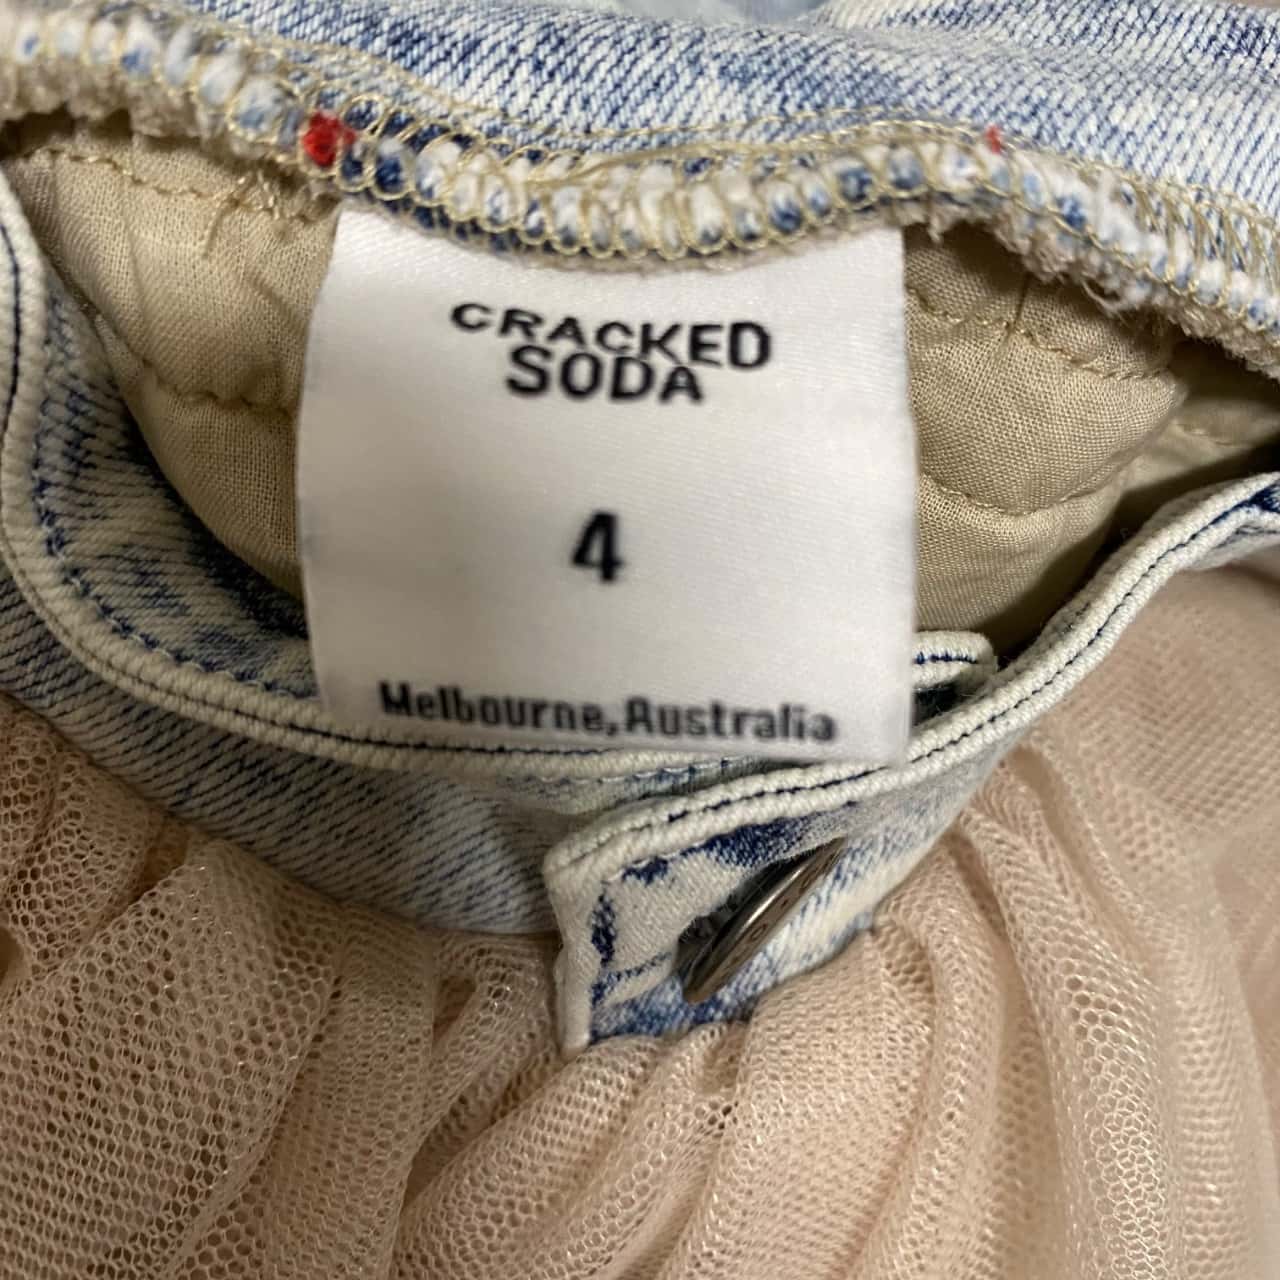 CRACKED
SODA
4
Melbourne, Australia